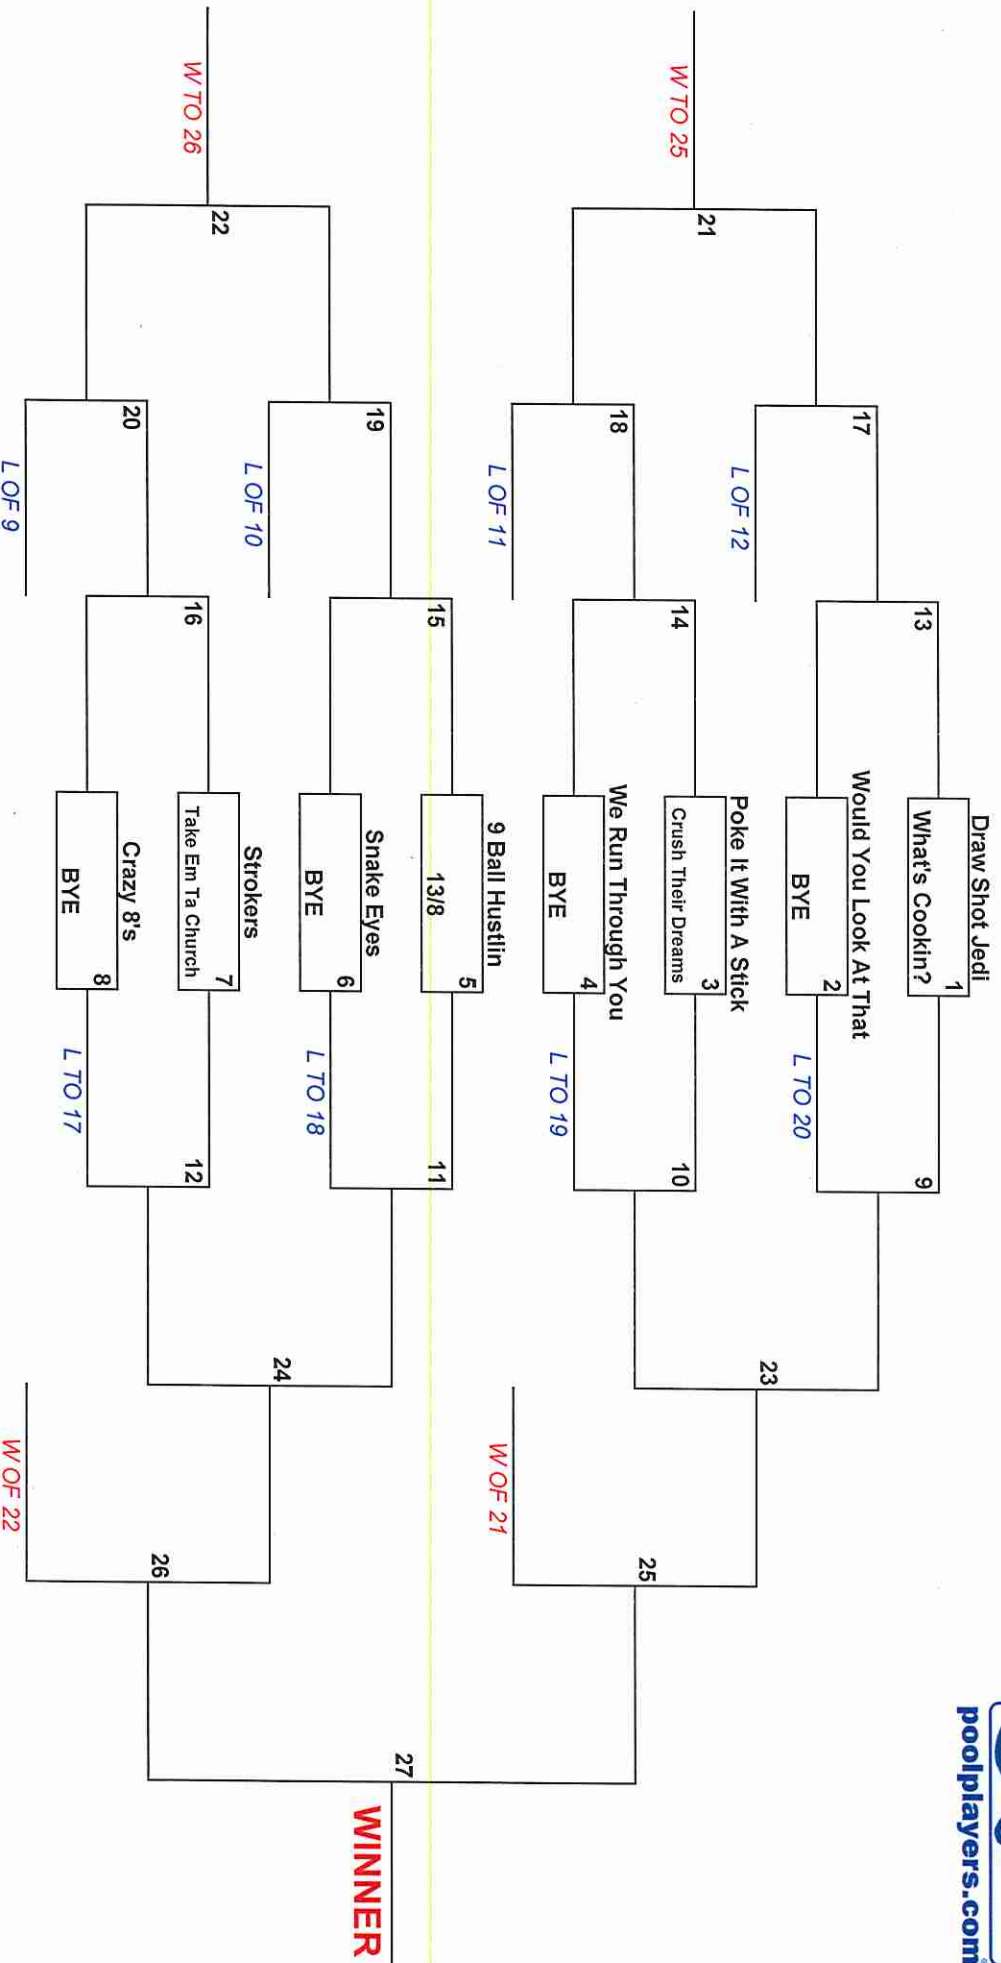 poolplayers.com
Draw Shot Jedi
What's Cookin?
1
Would You Look At That
BYE
2
Poke It With A Stick
Crush Their Dreams
3
We Run Through You
BYE
4
9 Ball Hustlin
13/8
5
Snake Eyes
BYE
6
Strokers
Take Em Ta Church
7
Crazy 8's
BYE
8
13
14
15
16
17
18
19
20
L OF 12
L OF 11
L OF 10
L OF 9
21
22
W TO 25
W TO 26
L TO 20
L TO 19
L TO 18
L TO 17
9
10
11
12
23
24
W OF 21
W OF 22
25
26
27
WINNER